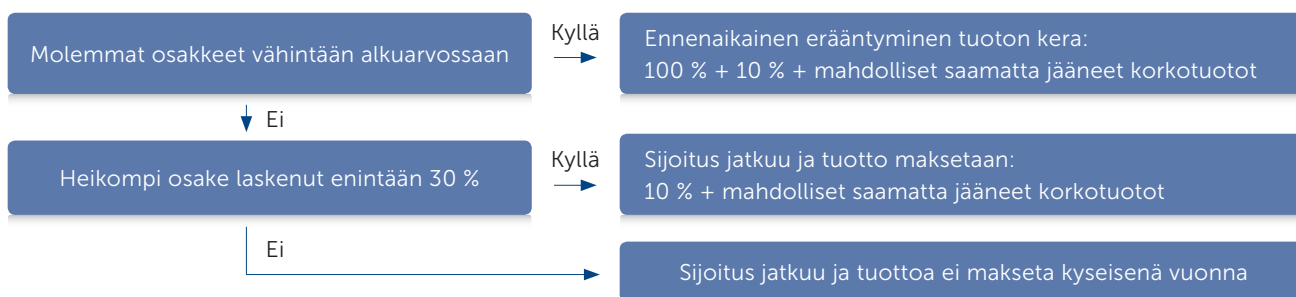 Molemmat osakkeet vähintään alkuarvossaan
Kyllä
Ennenaikainen erääntyminen tuoton kera:
100 % + 10 % + mahdolliset saamatta jääneet korkotuotot
Ei
Heikompi osake laskenut enintään 30 %
Kyllä
Sijoitus jatkuu ja tuotto maksetaan:
10 % + mahdolliset saamatta jääneet korkotuotot
Ei
Sijoitus jatkuu ja tuottoa ei makseta kyseisenä vuonna